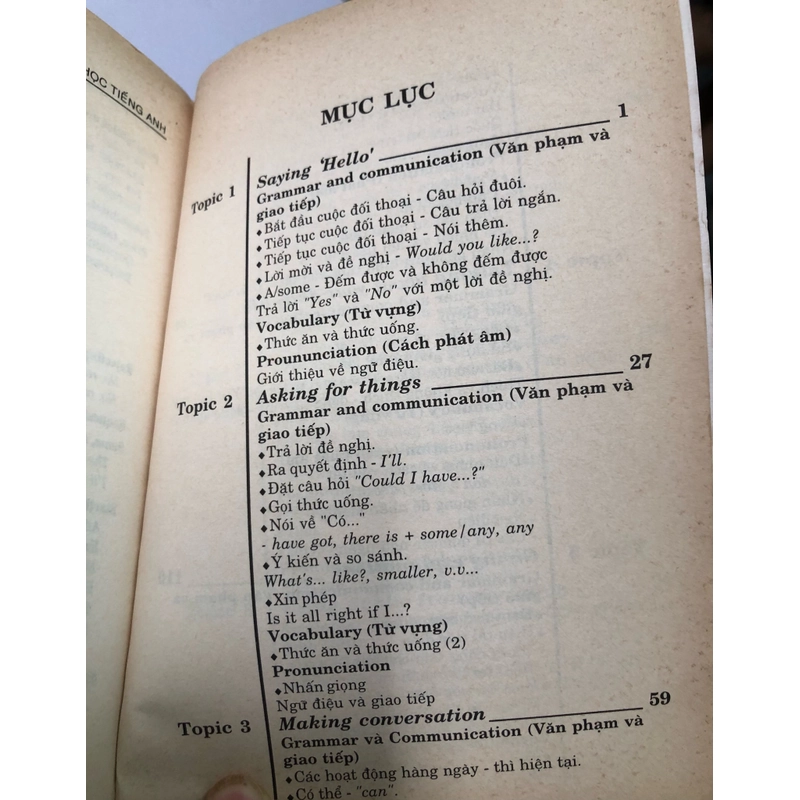 HỌC TIẾNG ANH
MỤC LỤC
Topic 1 Saying 'Hello' 1
Grammar and communication (Văn phạm và
giao tiếp)
⬥Bắt đầu cuộc đối thoại - Câu hỏi đuôi.
⬥Tiếp tục cuộc đối thoại - Câu trả lời ngắn.
⬥Tiếp tục cuộc đối thoại - Nói thêm.
⬥Lời mời và đề nghị - Would you like...?
⬥A/some - Đếm được và không đếm được
Trả lời "Yes" và "No" với một lời đề nghị.
Vocabulary (Từ vựng)
⬥Thức ăn và thức uống.
Proununciation (Cách phát âm)
Giới thiệu về ngữ điệu.
Topic 2 Asking for things 27
Grammar and communication (Văn phạm và
giao tiếp)
⬥Trả lời đề nghị.
⬥Ra quyết định - I'll.
⬥Đặt câu hỏi "Could I have...?"
⬥Gọi thức uống.
⬥Nói về "Có..."
- have got, there is + some/any, any
⬥Ý kiến và so sánh.
What's... like?, smaller, v.v...
⬥Xin phép
Is it all right if I...?
Vocabulary (Từ vựng)
⬥Thức ăn và thức uống (2)
Pronunciation
⬥Nhấn giọng
Ngữ điệu và giao tiếp
Topic 3 Making conversation 59
Grammar và Communication (Văn phạm và
giao tiếp)
⬥Các hoạt động hàng ngày - thì hiện tại.
⬥Có thể - "can".